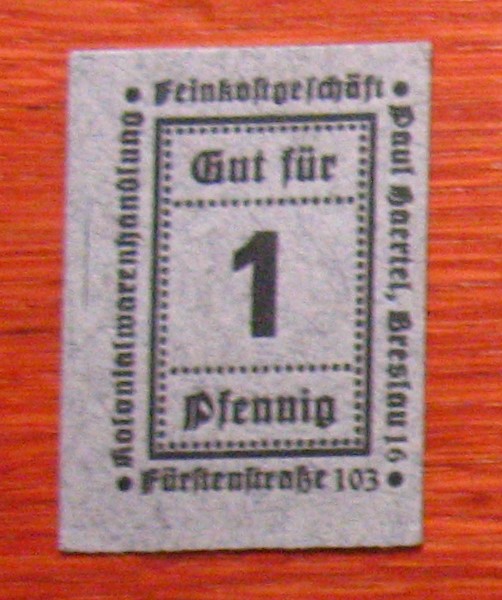 Kolonialwarenhandlung
• Feinkostgeschäft •
Paul Haertel, Breslau 16
• Fürstenstraße 103 •
Gut für
1
Pfennig